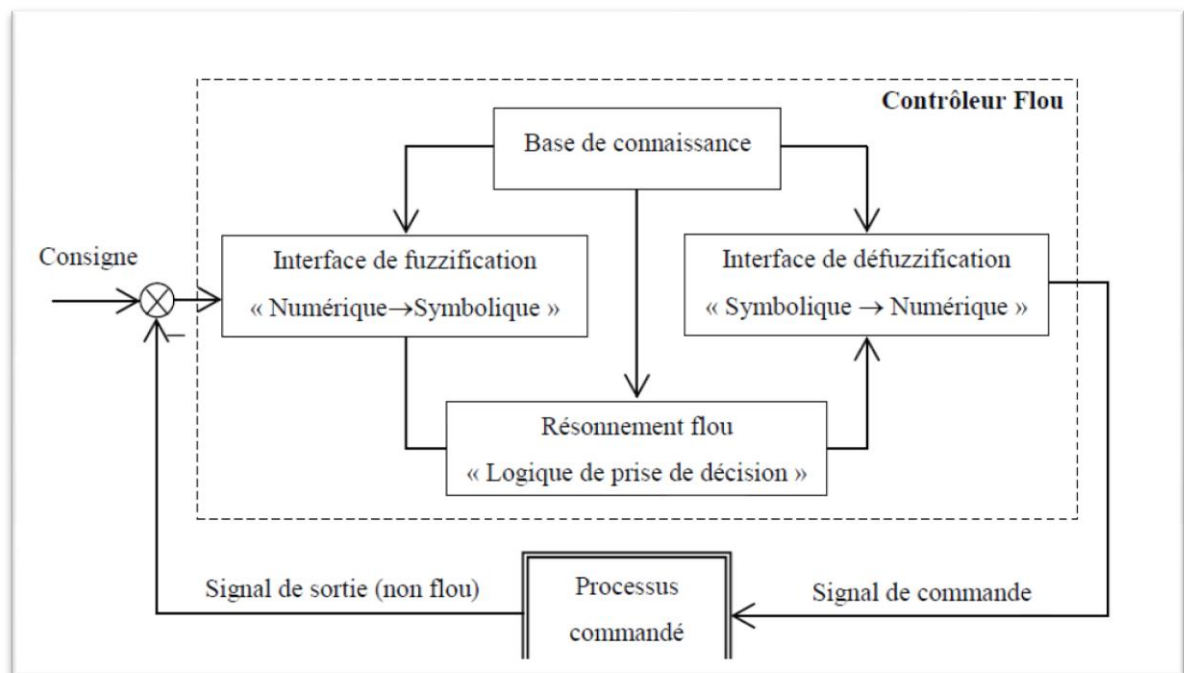 Contrôleur Flou
Base de connaissance
Consigne
Interface de fuzzification
« Numérique→Symbolique »
Interface de défuzzification
« Symbolique → Numérique »
Résonnement flou
« Logique de prise de décision »
Signal de sortie (non flou)
Processus
commandé
Signal de commande